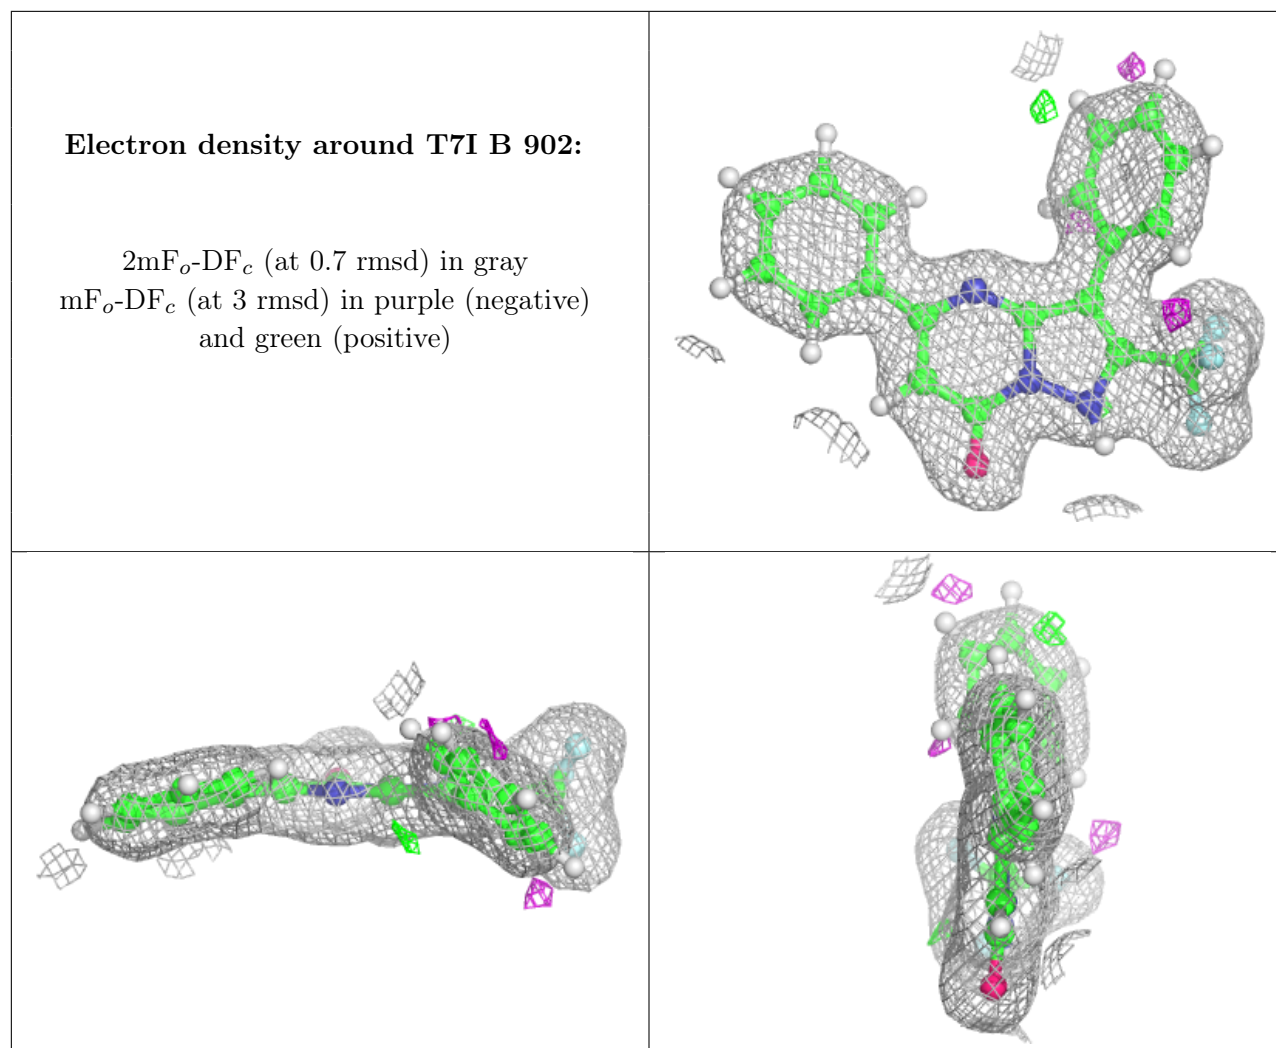 Electron density around T7I B 902:
2mFo-DFc (at 0.7 rmsd) in gray
mFo-DFc (at 3 rmsd) in purple (negative)
and green (positive)